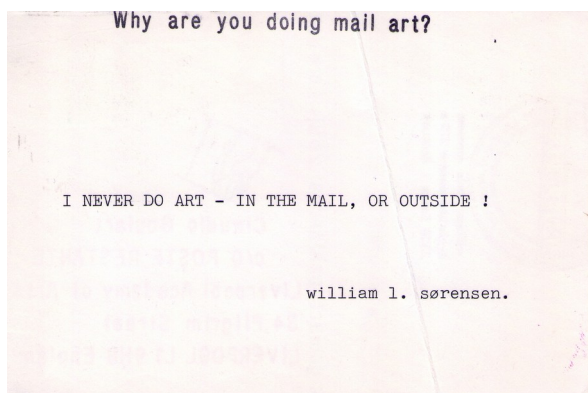 Why are you doing mail art?
I NEVER DO ART - IN THE MAIL, OR OUTSIDE !
william l. sørensen.